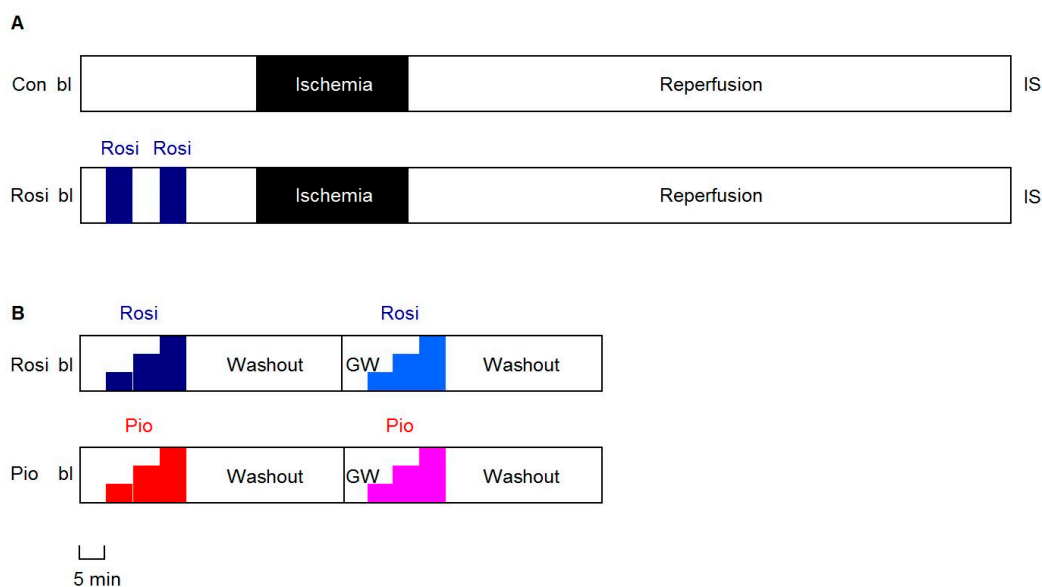 A
Con bl Ischemia Reperfusion IS
Rosi Rosi
Rosi bl Ischemia Reperfusion IS
B
Rosi Rosi
Rosi bl Washout GW Washout
Pio Pio
Pio bl Washout GW Washout
5 min